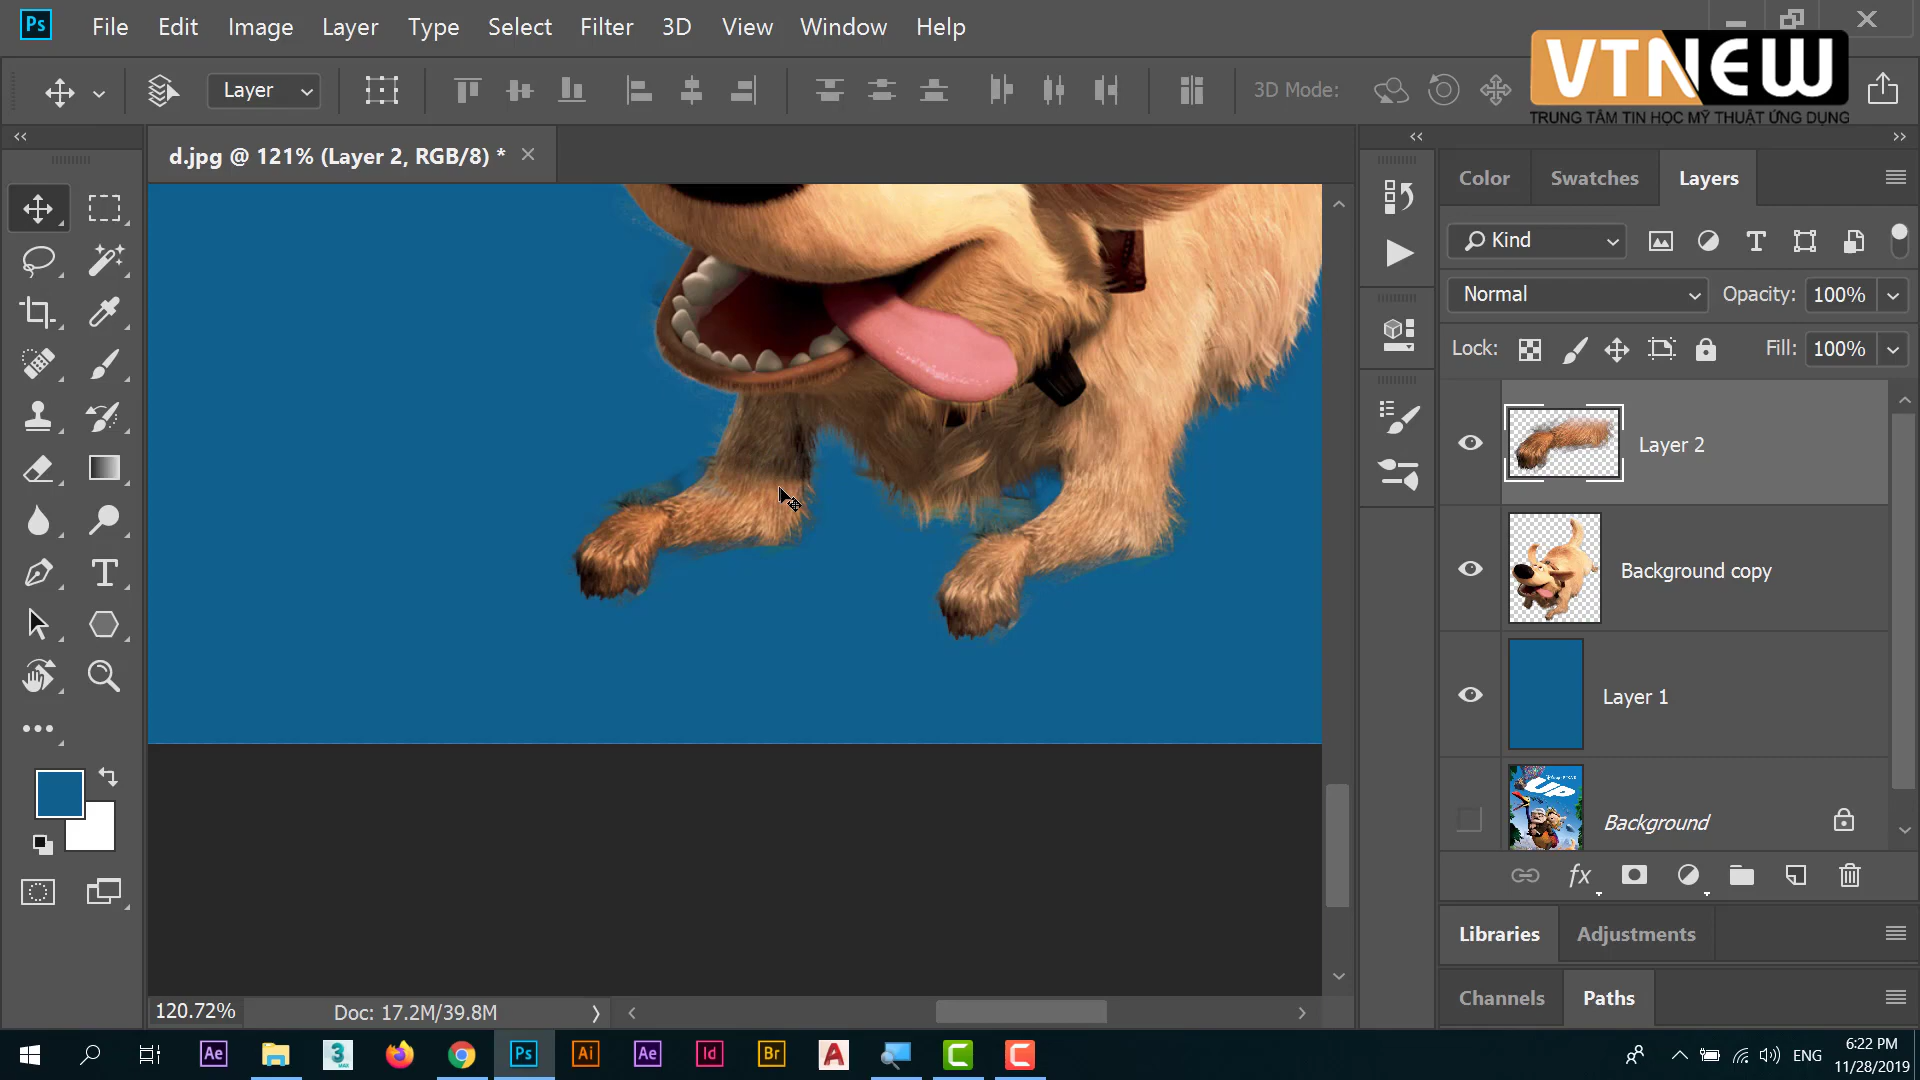 Ps File Edit Image Layer Type Select Filter 3D View Window Help
VTNEW
TRUNG TÂM TIN HỌC MỸ THUẬT ỨNG DỤNG
Layer 3D Mode:
d.jpg @ 121% (Layer 2, RGB/8) *
Color Swatches Layers
Kind
Normal Opacity: 100%
Lock: Fill: 100%
Layer 2
Background copy
Layer 1
UP
Background
fx
Libraries Adjustments
Channels Paths
120.72% Doc: 17.2M/39.8M
Ae 3 Ps Ai Ae Id Br A C C ENG
6:22 PM
11/28/2019